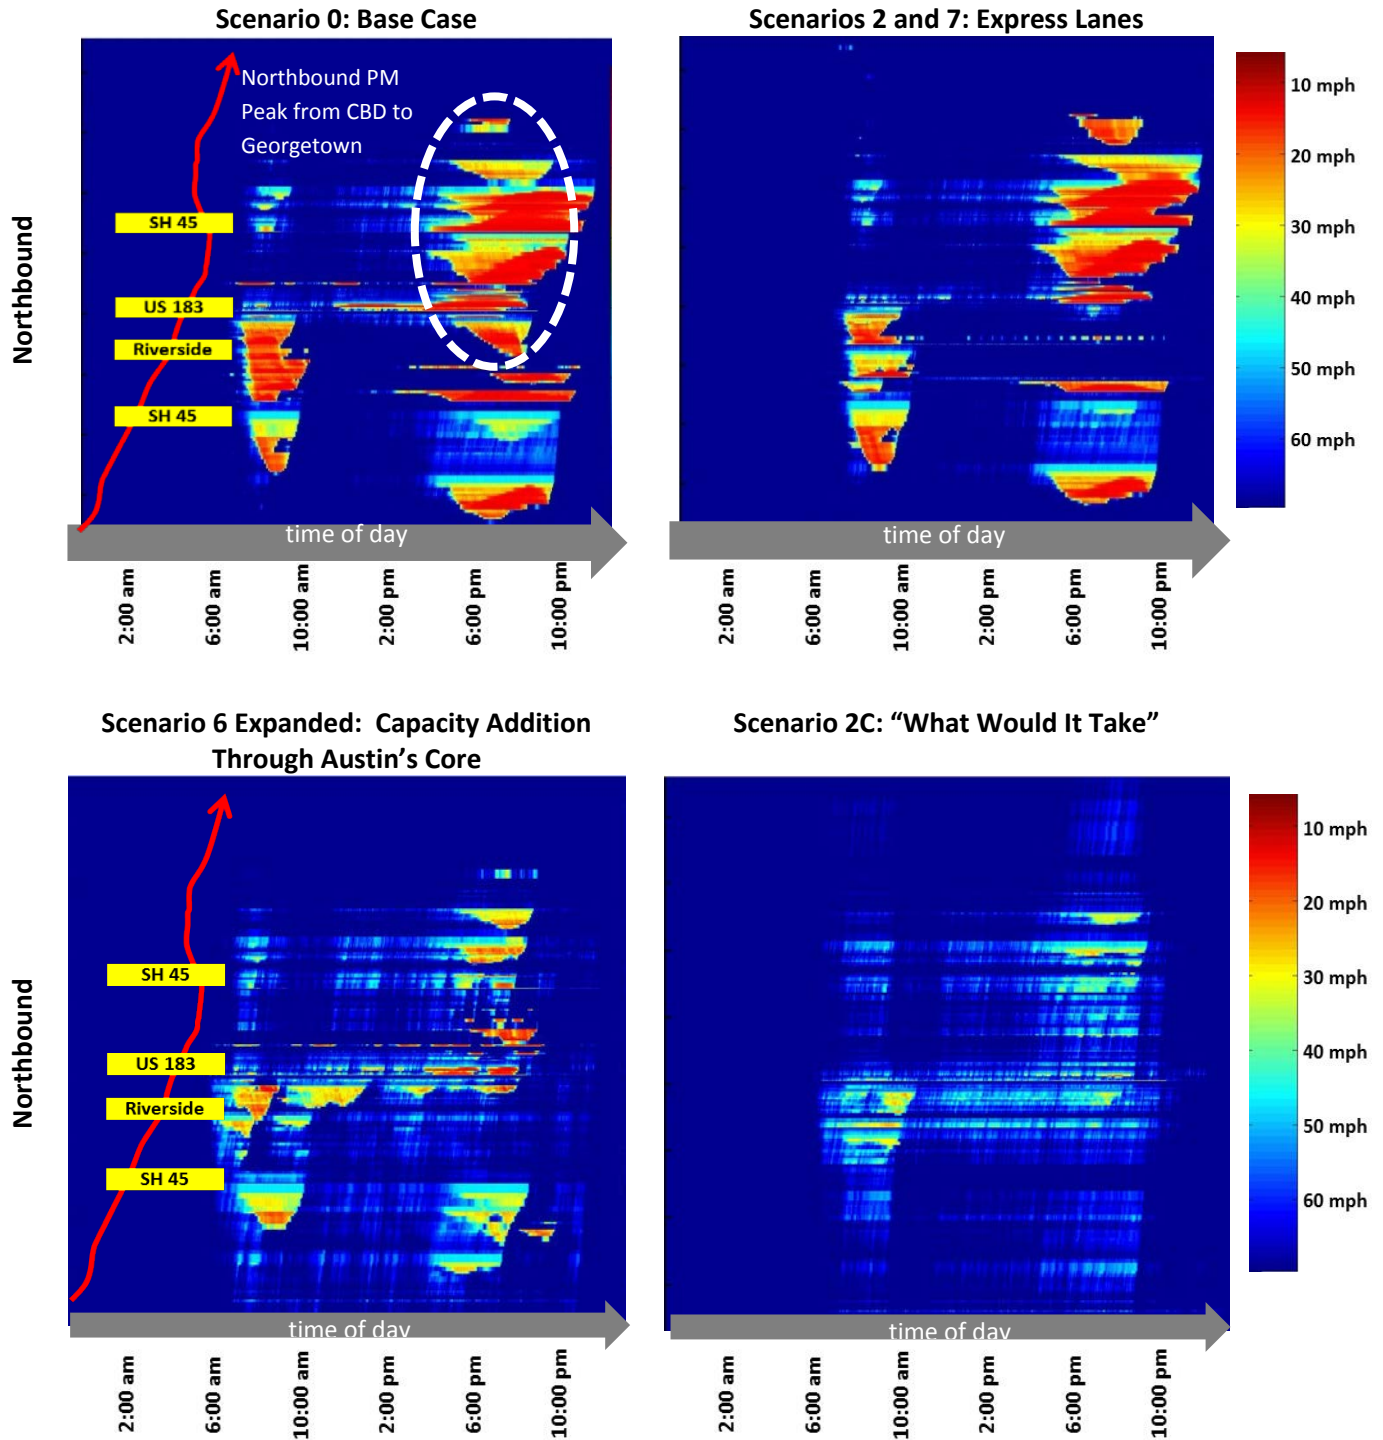 Scenario 0: Base Case
Scenarios 2 and 7: Express Lanes
Northbound PM
Peak from CBD to
Georgetown
Northbound
SH 45
US 183
Riverside
SH 45
10 mph
20 mph
30 mph
40 mph
50 mph
60 mph
time of day
time of day
2:00 am
6:00 am
10:00 am
2:00 pm
6:00 pm
10:00 pm
2:00 am
6:00 am
10:00 am
2:00 pm
6:00 pm
10:00 pm
Scenario 6 Expanded: Capacity Addition
Through Austin's Core
Scenario 2C: “What Would It Take”
Northbound
SH 45
US 183
Riverside
SH 45
10 mph
20 mph
30 mph
40 mph
50 mph
60 mph
time of day
time of day
2:00 am
6:00 am
10:00 am
2:00 pm
6:00 pm
10:00 pm
2:00 am
6:00 am
10:00 am
2:00 pm
6:00 pm
10:00 pm